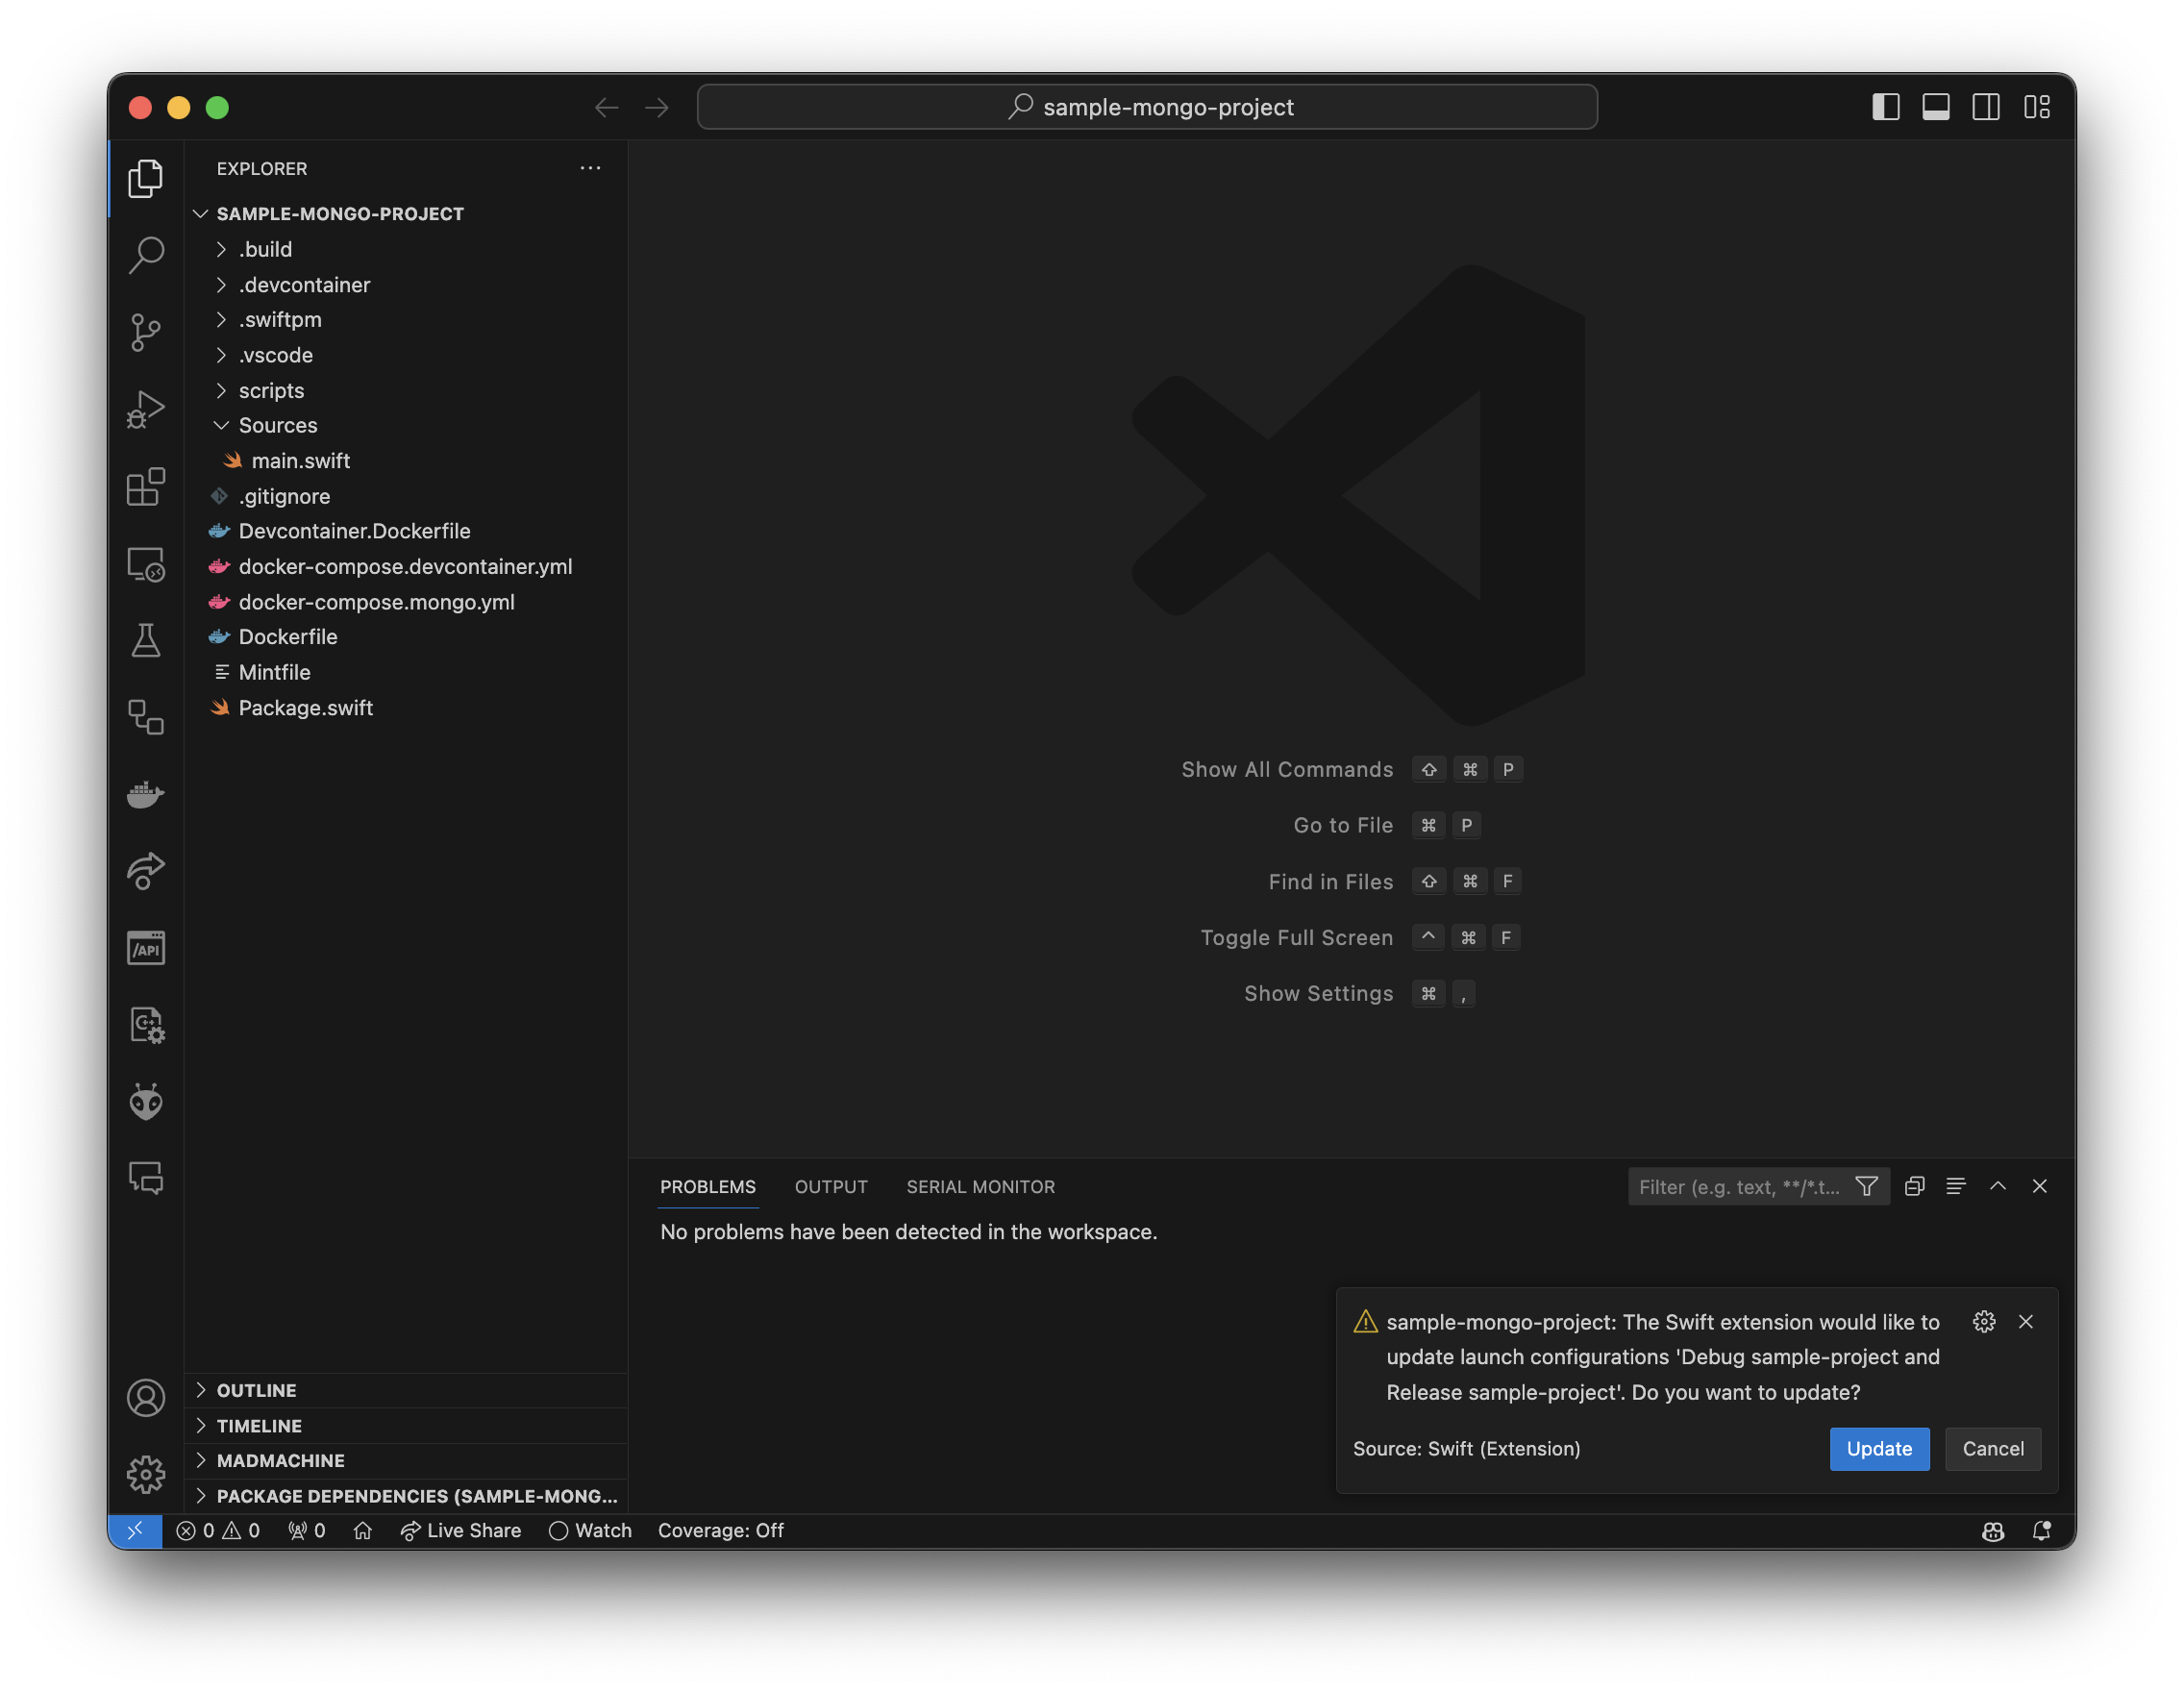 sample-mongo-project
EXPLORER
SAMPLE-MONGO-PROJECT
.build
.devcontainer
.swiftpm
.vscode
scripts
Sources
main.swift
.gitignore
Devcontainer.Dockerfile
docker-compose.devcontainer.yml
docker-compose.mongo.yml
Dockerfile
Mintfile
Package.swift
/API
C++
Show All Commands ⇧ ⌘ P
Go to File ⌘ P
Find in Files ⇧ ⌘ F
Toggle Full Screen ^ ⌘ F
Show Settings ⌘ ,
PROBLEMS OUTPUT SERIAL MONITOR
Filter (e.g. text, **/*.t...
No problems have been detected in the workspace.
sample-mongo-project: The Swift extension would like to
update launch configurations 'Debug sample-project and
Release sample-project'. Do you want to update?
Source: Swift (Extension)
Update
Cancel
OUTLINE
TIMELINE
MADMACHINE
PACKAGE DEPENDENCIES (SAMPLE-MONG...
0 0 0 Live Share Watch Coverage: Off